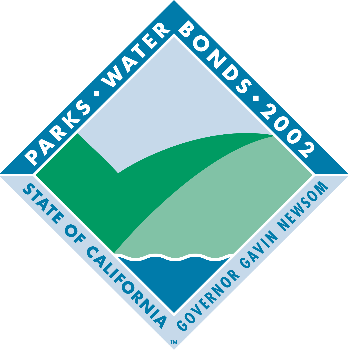 PARKS • WATER
BONDS • 2002
STATE OF CALIFORNIA
GOVERNOR GAVIN NEWSOM
TM